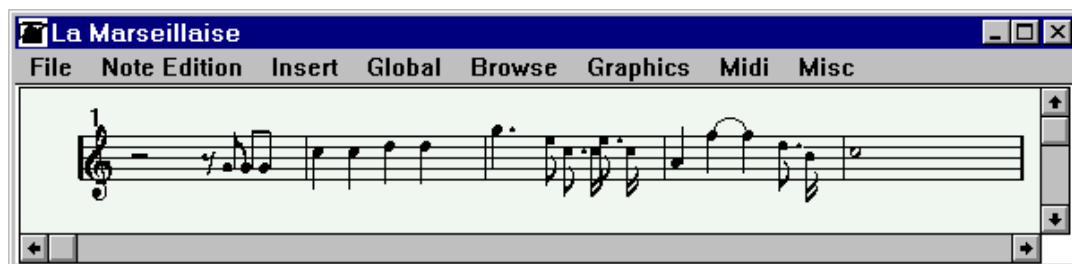 La Marseillaise
File Note Edition Insert Global Browse Graphics Midi Misc
1